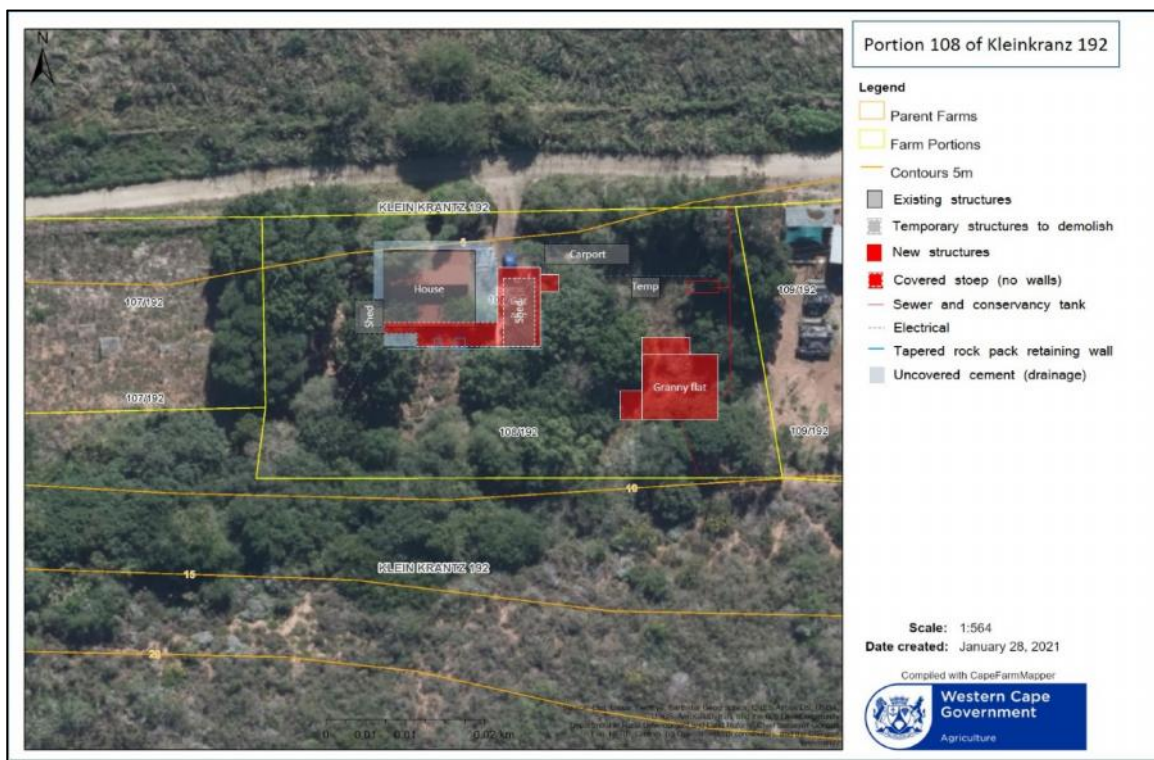 N
Portion 108 of Kleinkranz 192
Legend
Parent Farms
Farm Portions
Contours 5m
Existing structures
Temporary structures to demolish
New structures
Covered stoep (no walls)
Sewer and conservancy tank
Electrical
Tapered rock pack retaining wall
Uncovered cement (drainage)
KLEIN KRANTZ 192
5
Carport
House
Temp
Shed
Shed
107/192
109/192
Granny flat
107/192
108/192
109/192
10
KLEIN KRANTZ 192
15
20
0 0.01 0.01 0.02 km
Scale: 1:564
Date created: January 28, 2021
Compiled with CapeFarmMapper
Western Cape
Government
Agriculture